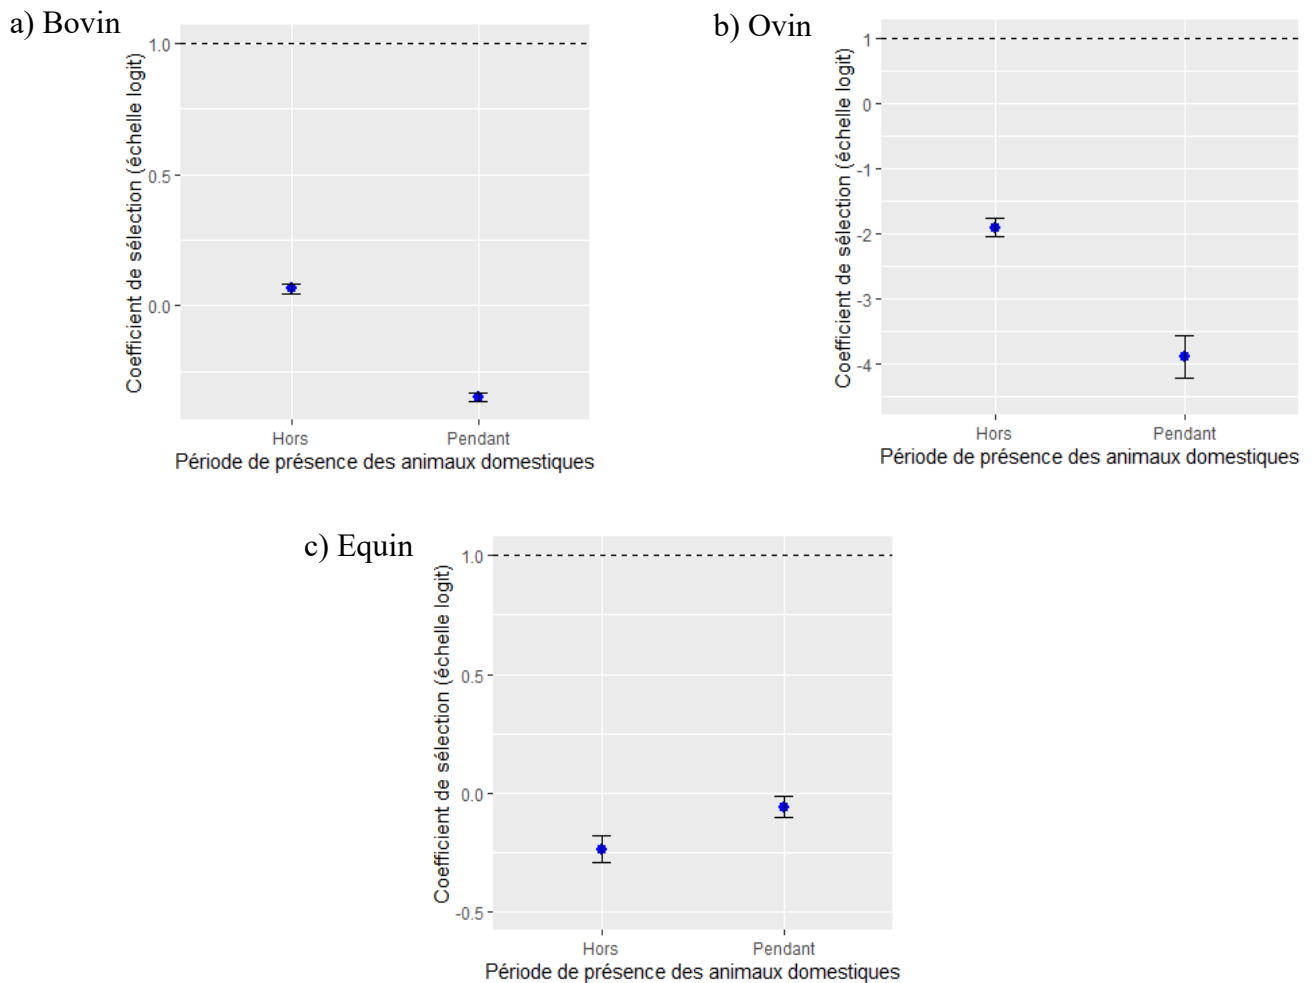 a) Bovin
Coefficient de sélection (échelle logit)
1.0
0.5
0.0
Hors
Pendant
Période de présence des animaux domestiques
b) Ovin
Coefficient de sélection (échelle logit)
1
0
-1
-2
-3
-4
Hors
Pendant
Période de présence des animaux domestiques
c) Equin
Coefficient de sélection (échelle logit)
1.0
0.5
0.0
-0.5
Hors
Pendant
Période de présence des animaux domestiques